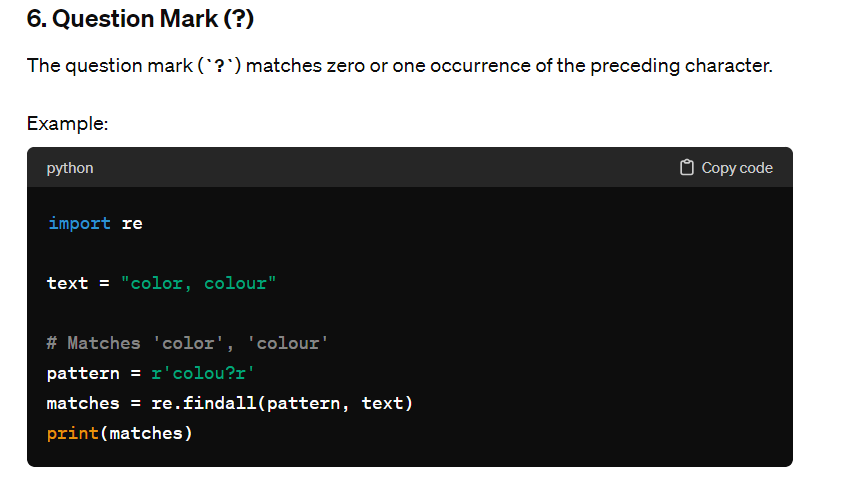 6. Question Mark (?)
The question mark (`?`) matches zero or one occurrence of the preceding character.
Example:
python
Copy code
import re
text = "color, colour"
# Matches 'color', 'colour'
pattern = r'colou?r'
matches = re.findall(pattern, text)
print(matches)